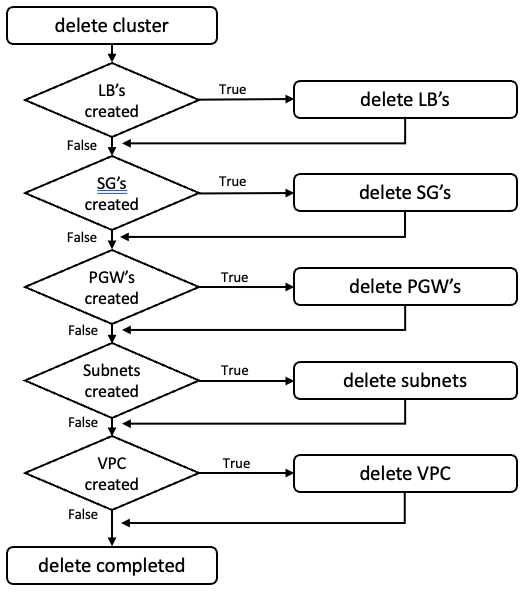 delete cluster
LB's
created
True
delete LB's
False
SG's
created
True
delete SG's
False
PGW's
created
True
delete PGW's
False
Subnets
created
True
delete subnets
False
VPC
created
True
delete VPC
False
delete completed